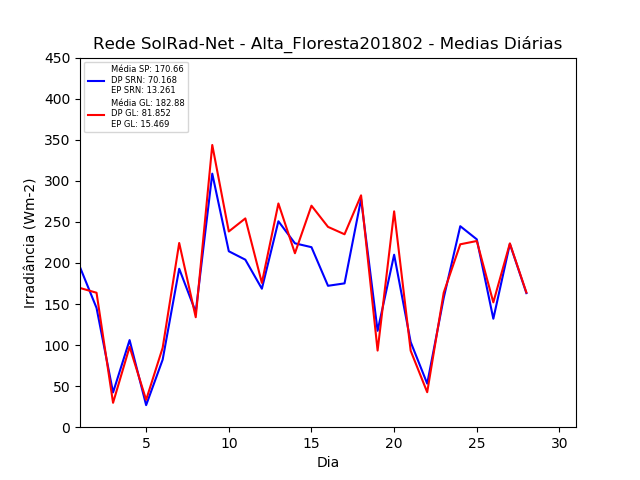 Rede SolRad-Net - Alta_Floresta201802 - Medias Diárias
450
400
350
300
250
200
150
100
50
0
Irradiância (Wm-2)
Média SP: 170.66
DP SRN: 70.168
EP SRN: 13.261
Média GL: 182.88
DP GL: 81.852
EP GL: 15.469
5
10
15
20
25
30
Dia